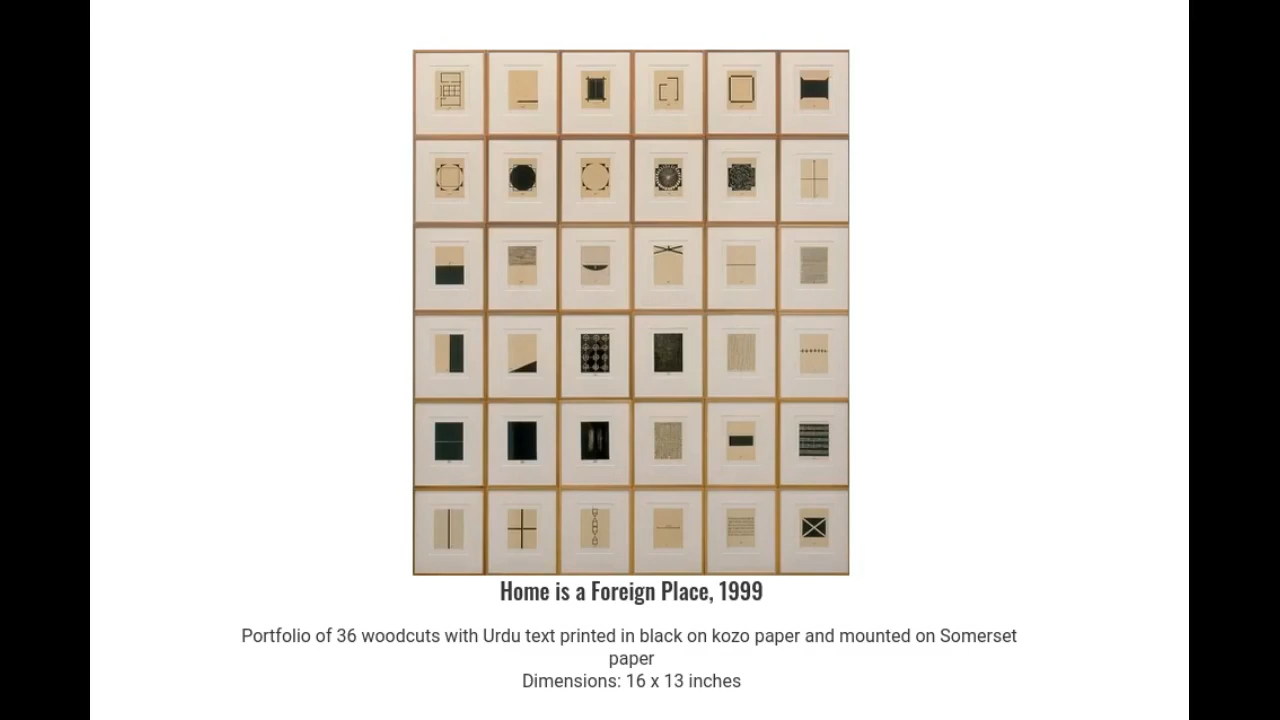 Home is a Foreign Place, 1999
Portfolio of 36 woodcuts with Urdu text printed in black on kozo paper and mounted on Somerset
paper
Dimensions: 16 x 13 inches